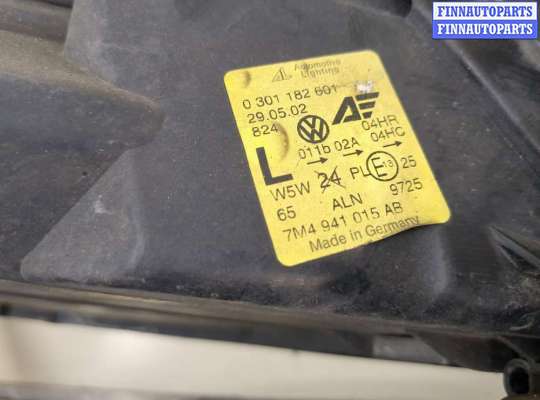 FINNAUTOPARTS
FINNAUTOPARTS
Automotive
Lighting
0 301 182 601
29.05.02
824
04HR
011b 02A 04HC
L
W5W 24 PL E13 25
65 ALN 9725
7M4 941 015 AB
Made in Germany